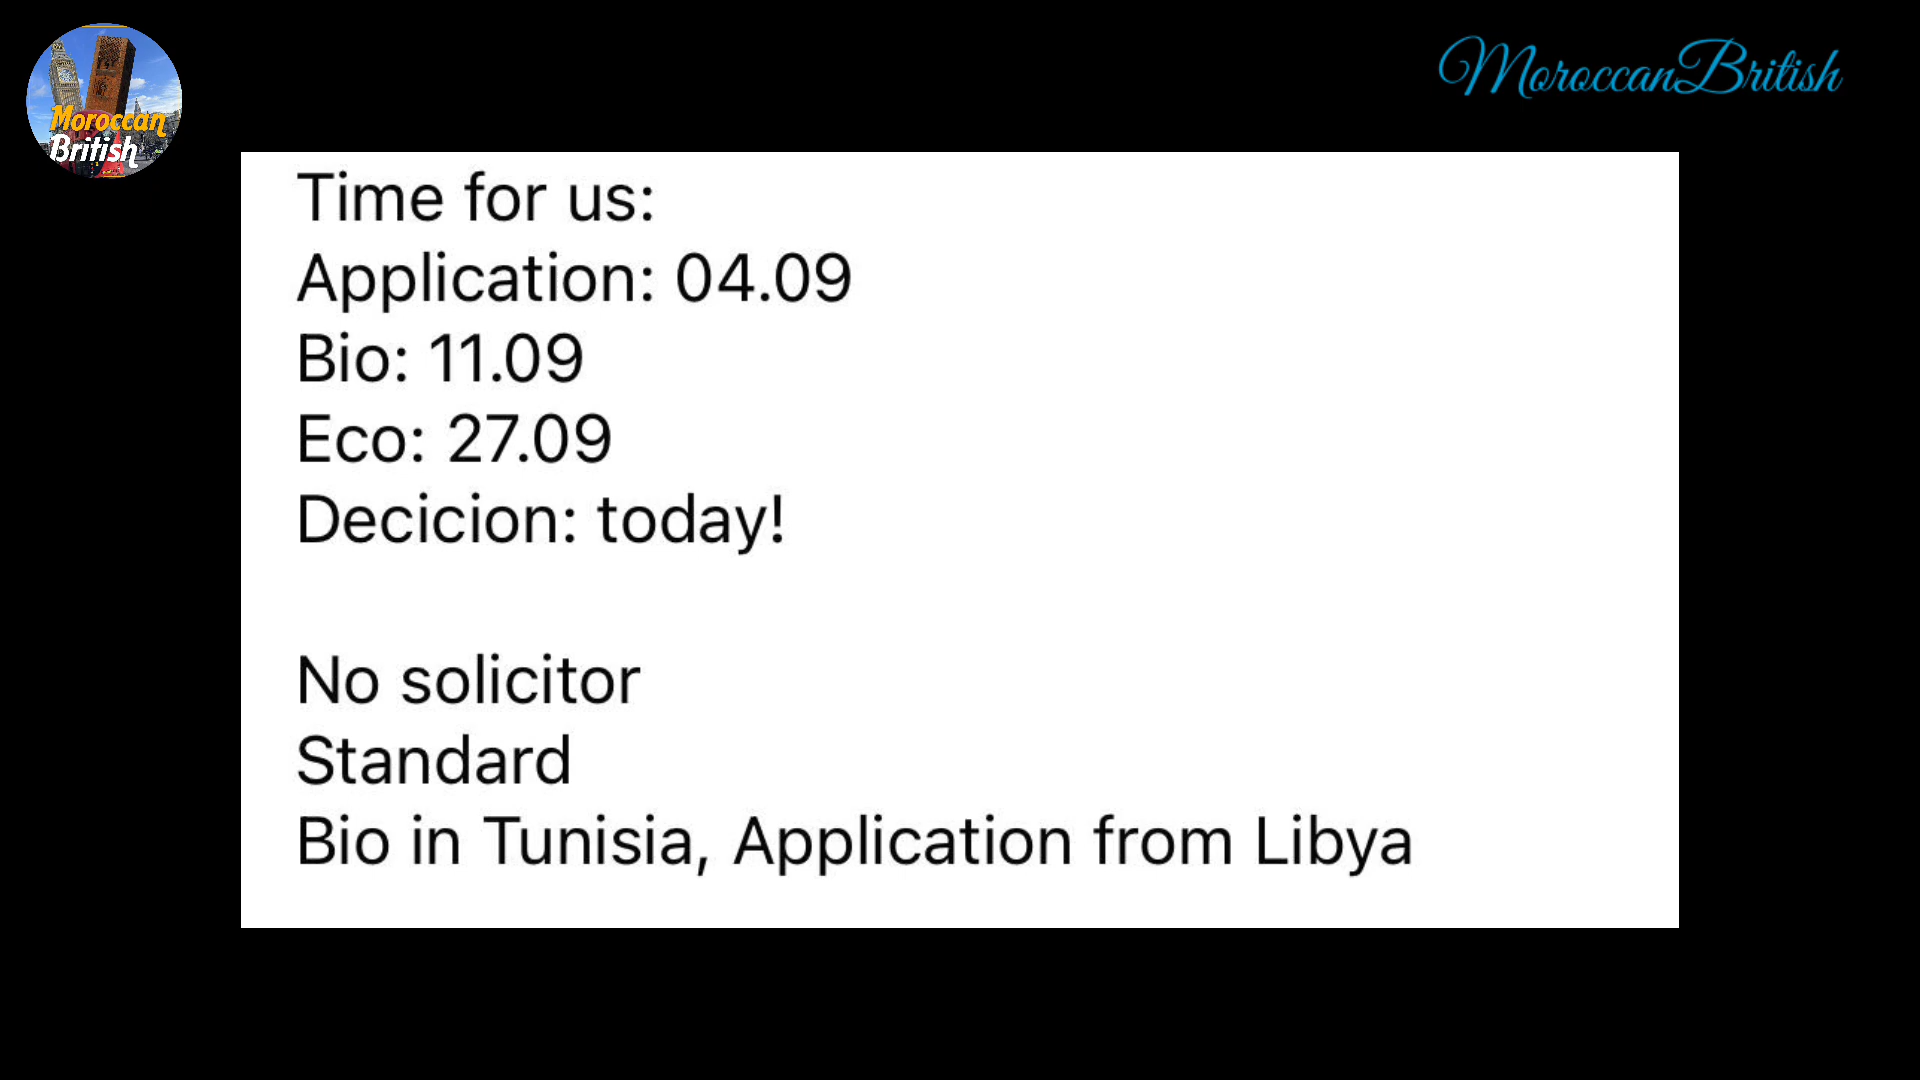 Moroccan
British
MoroccanBritish
Time for us:
Application: 04.09
Bio: 11.09
Eco: 27.09
Decicion: today!
No solicitor
Standard
Bio in Tunisia, Application from Libya